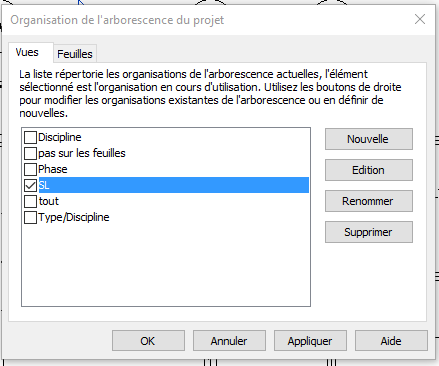 Organisation de l'arborescence du projet
Vues
Feuilles
La liste répertorie les organisations de l'arborescence actuelles, l'élément
sélectionné est l'organisation en cours d'utilisation. Utilisez les boutons de droite
pour modifier les organisations existantes de l'arborescence ou en définir de
nouvelles.
Discipline
pas sur les feuilles
Phase
SL
tout
Type/Discipline
Nouvelle
Edition
Renommer
Supprimer
OK
Annuler
Appliquer
Aide